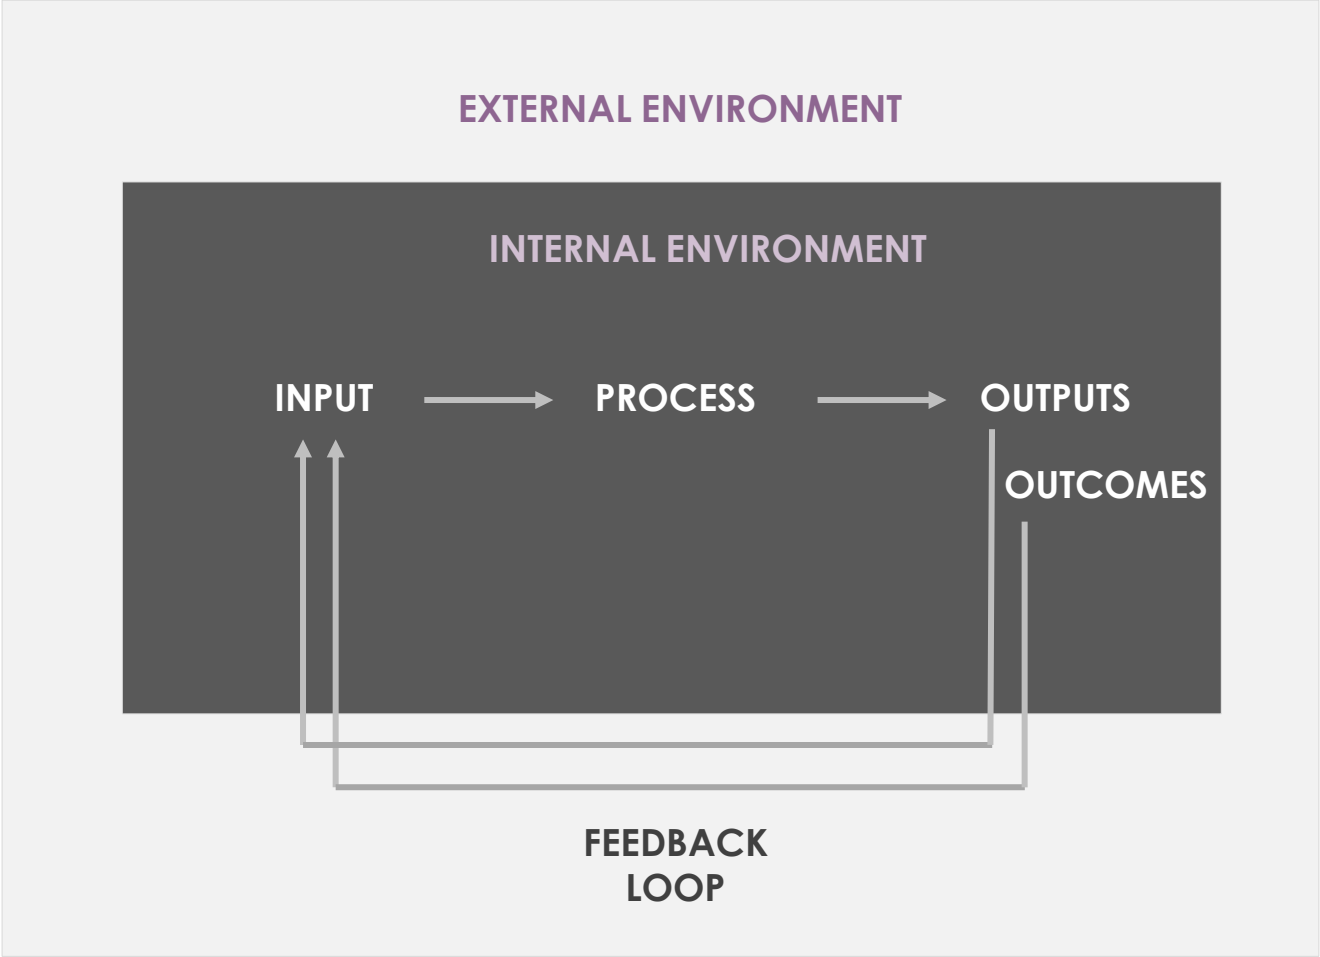 EXTERNAL ENVIRONMENT
INTERNAL ENVIRONMENT
INPUT
PROCESS
OUTPUTS
OUTCOMES
FEEDBACK
LOOP